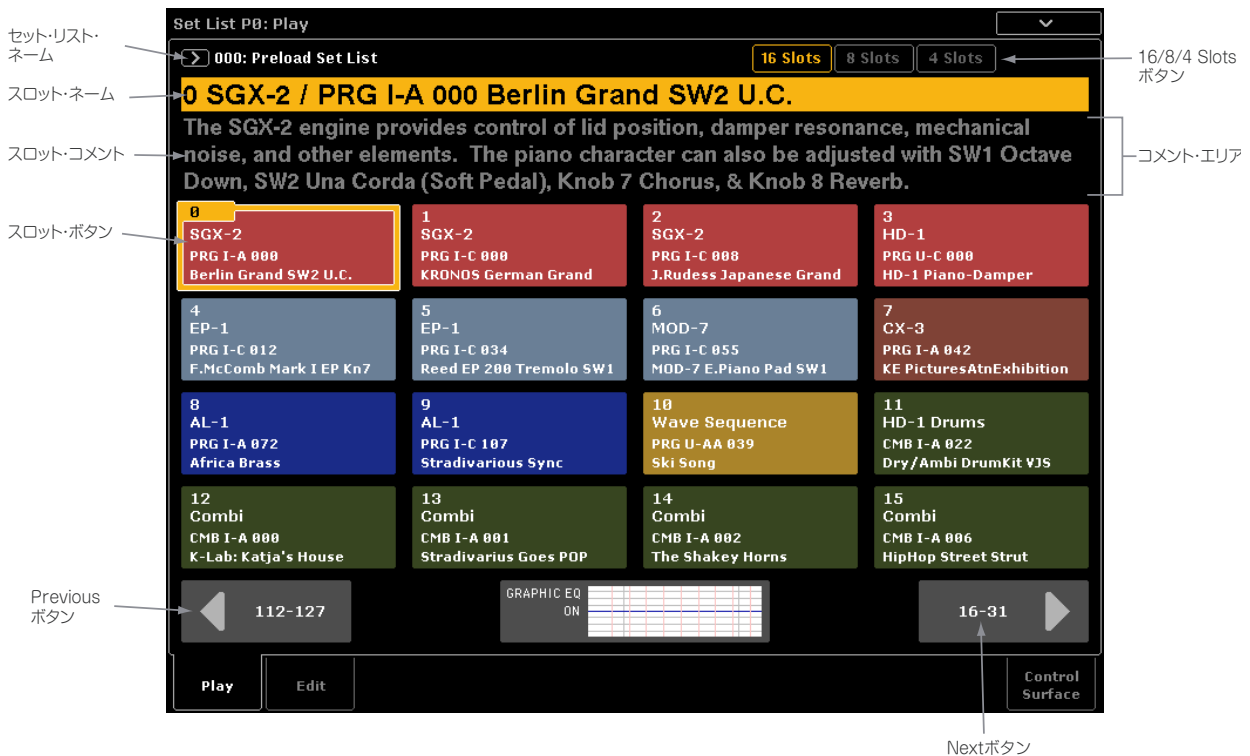 Set List P0: Play
セット・リスト・
ネーム
000: Preload Set List
16 Slots
8 Slots
4 Slots
16/8/4 Slots
ボタン
スロット・ネーム
0 SGX-2 / PRG I-A 000 Berlin Grand SW2 U.C.
スロット・コメント
The SGX-2 engine provides control of lid position, damper resonance, mechanical
noise, and other elements. The piano character can also be adjusted with SW1 Octave
Down, SW2 Una Corda (Soft Pedal), Knob 7 Chorus, & Knob 8 Reverb.
コメント・エリア
スロット・ボタン
0
SGX-2
PRG I-A 000
Berlin Grand SW2 U.C.
1
SGX-2
PRG I-C 000
KRONOS German Grand
2
SGX-2
PRG I-C 008
J.Rudess Japanese Grand
3
HD-1
PRG U-C 000
HD-1 Piano-Damper
4
EP-1
PRG I-C 012
F.McComb Mark I EP Kn7
5
EP-1
PRG I-C 034
Reed EP 200 Tremolo SW1
6
MOD-7
PRG I-C 055
MOD-7 E.Piano Pad SW1
7
CX-3
PRG I-A 042
KE PicturesAtnExhibition
8
AL-1
PRG I-A 072
Africa Brass
9
AL-1
PRG I-C 107
Stradivarious Sync
10
Wave Sequence
PRG U-AA 039
Ski Song
11
HD-1 Drums
CMB I-A 022
Dry/Ambi DrumKit ¥JS
12
Combi
CMB I-A 000
K-Lab: Katja's House
13
Combi
CMB I-A 001
Stradivarius Goes POP
14
Combi
CMB I-A 002
The Shakey Horns
15
Combi
CMB I-A 006
HipHop Street Strut
Previous
ボタン
112-127
GRAPHIC EQ
ON
16-31
Play
Edit
Control
Surface
Nextボタン